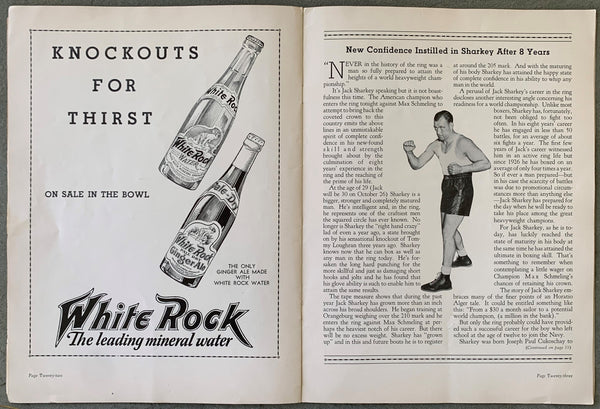 KNOCKOUTS
FOR
THIRST
White Rock
White Rock
ON SALE IN THE BOWL
Pale Dry
White Rock
Ginger Ale
THE ONLY
GINGER ALE MADE
WITH
WHITE ROCK WATER
White Rock
The leading mineral water
Page Twenty-two
New Confidence Instilled in Sharkey After 8 Years
"NEVER in the history of the ring was a
man so fully prepared to attain the
heights of a world heavyweight cham-
pionship."
It's Jack Sharkey speaking but it is not boast-
fulness this time. The American champion who
enters the ring tonight against Max Schmeling to
attempt to bring back the
coveted crown to this
country emits the above
lines in an unmistakable
spirit of complete confi-
dence in his new-found
skill and strength
brought about by the
culmination of eight
years' experience in the
ring and the reaching of
the prime of his life.
At the age of 29 (Jack
will be 30 on October 26) Sharkey is a
bigger, stronger and completely matured
man. He's intelligent and, in the ring,
he represents one of the craftiest men
the squared circle has ever known. No
longer is Sharkey the "right hand crazy"
lad of even a year ago, a state brought
on by his sensational knockout of Tom-
my Loughran three years ago. Sharkey
knows now that he can box as well as
any man in the ring today. He's for-
saken the long hard punching for the
more skillful and just as damaging short
hooks and jolts and he has found that
his glove ability is such to enable him to
attain the same results.
The tape measure shows that during the past
year Jack Sharkey has grown more than an inch
across his broad shoulders. He began training at
Orangeburg weighing over the 210 mark and he
enters the ring against Max Schmeling at per-
haps the heaviest notch of his career. But there
will be no excess weight. Sharkey has "grown
up" and in this and future bouts he is to register
at around the 205 mark. And with the maturing
of his body Sharkey has attained the happy state
of complete confidence in his ability to whip any
man in the world.
A perusal of Jack Sharkey's career in the ring
discloses another interesting angle concerning his
readiness for a world championship. Unlike most
boxers, Sharkey has, fortunately,
not been obliged to fight too
often. In his eight years' career
he has engaged in less than 50
battles, for an average of about
six fights a year. The first few
years of Jack's career witnessed
him in an active ring life but
since 1926 he has boxed on an
average of only four times a year.
So if ever a man prepared—but
in his case the scarcity of battles
was due to promotional circum-
stances more than anything else
—Jack Sharkey has prepared for
the day when he will be ready to
take his place among the great
heavyweight champions.
For Jack Sharkey, as he is to-
day, has luckily reached the
state of maturity in his body at
the same time he has attained the
ultimate in boxing skill. That's
something to remember when
contemplating a little wager on
Champion Max Schmeling's
chances of retaining his crown.
The story of Jack Sharkey em-
braces many of the finer points of an Horatio
Alger tale. It could be entitled something like
this: "From a $30 a month sailor to a potential
world champion, (a million in the bank)."
But only the ring probably could have provid-
ed such a successful career for the boy who left
school at the age of twelve to join the Navy.
Sharkey was born Joseph Paul Cukoschay to
(Continued on page 33)
Page Twenty-three